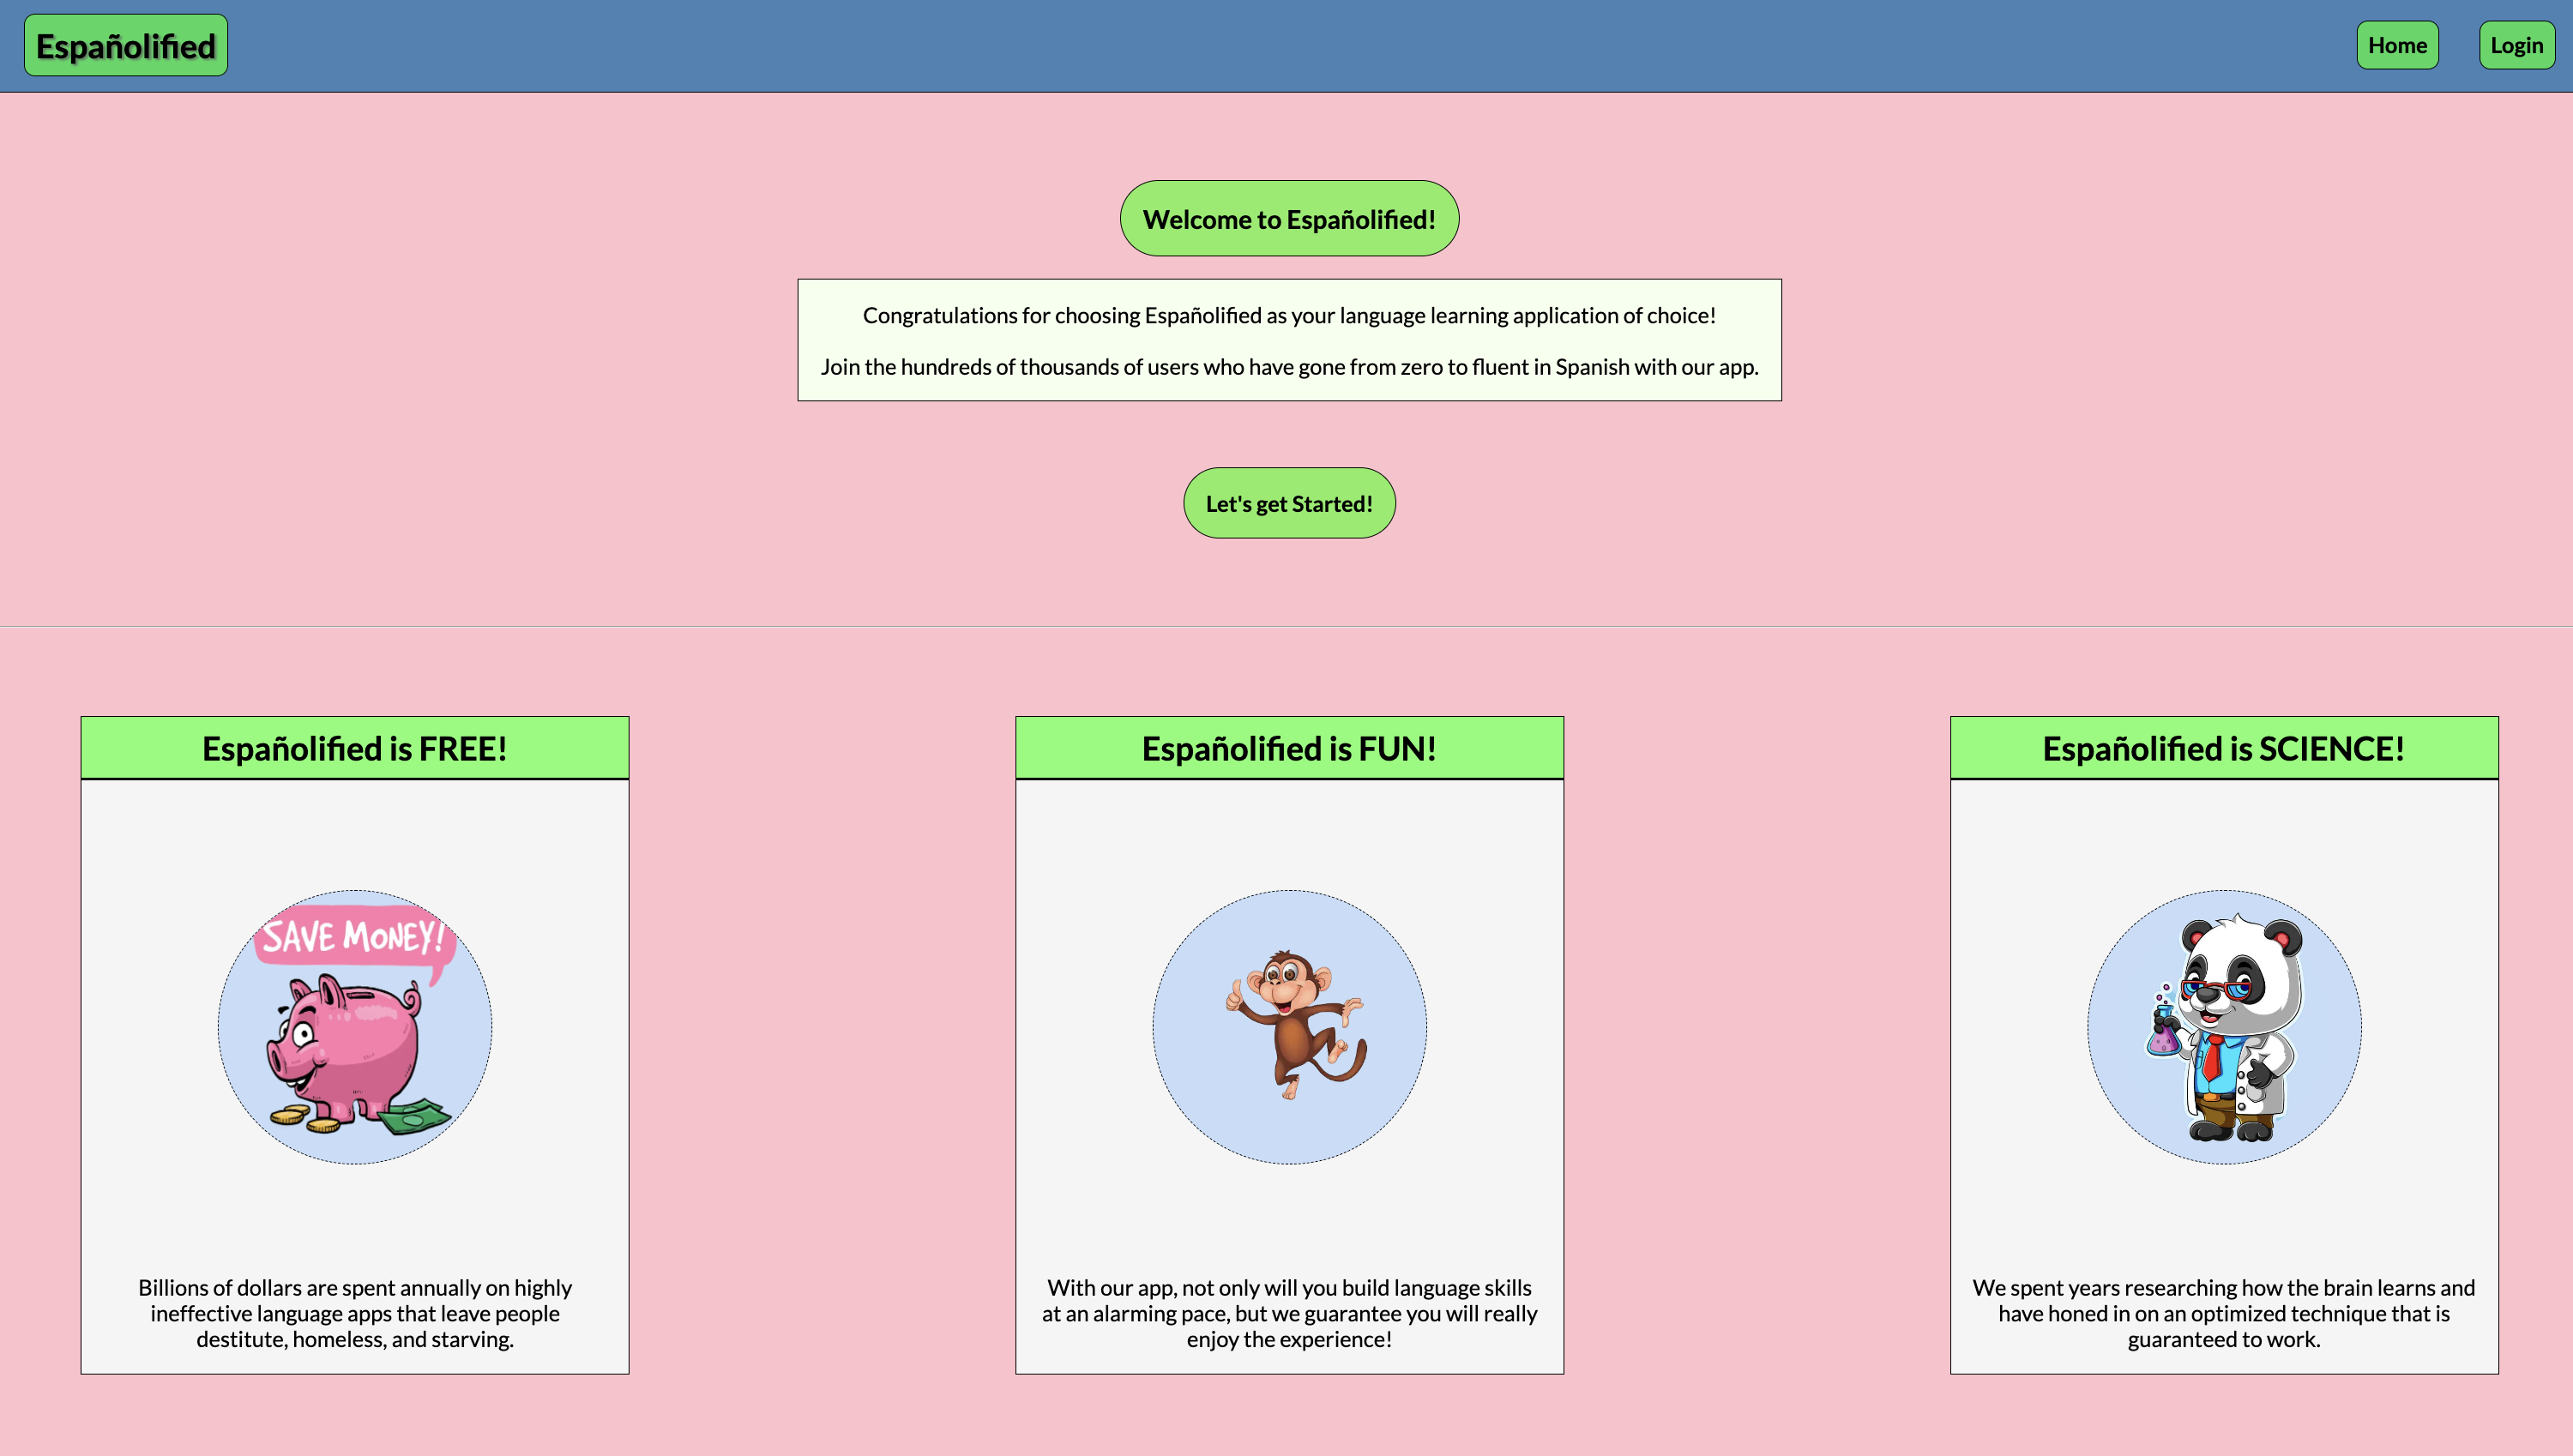 Españolified
Home
Login
Welcome to Españolified!
Congratulations for choosing Españolified as your language learning application of choice!
Join the hundreds of thousands of users who have gone from zero to fluent in Spanish with our app.
Let's get Started!
Españolified is FREE!
SAVE MONEY!
Billions of dollars are spent annually on highly
ineffective language apps that leave people
destitute, homeless, and starving.
Españolified is FUN!
With our app, not only will you build language skills
at an alarming pace, but we guarantee you will really
enjoy the experience!
Españolified is SCIENCE!
We spent years researching how the brain learns and
have honed in on an optimized technique that is
guaranteed to work.